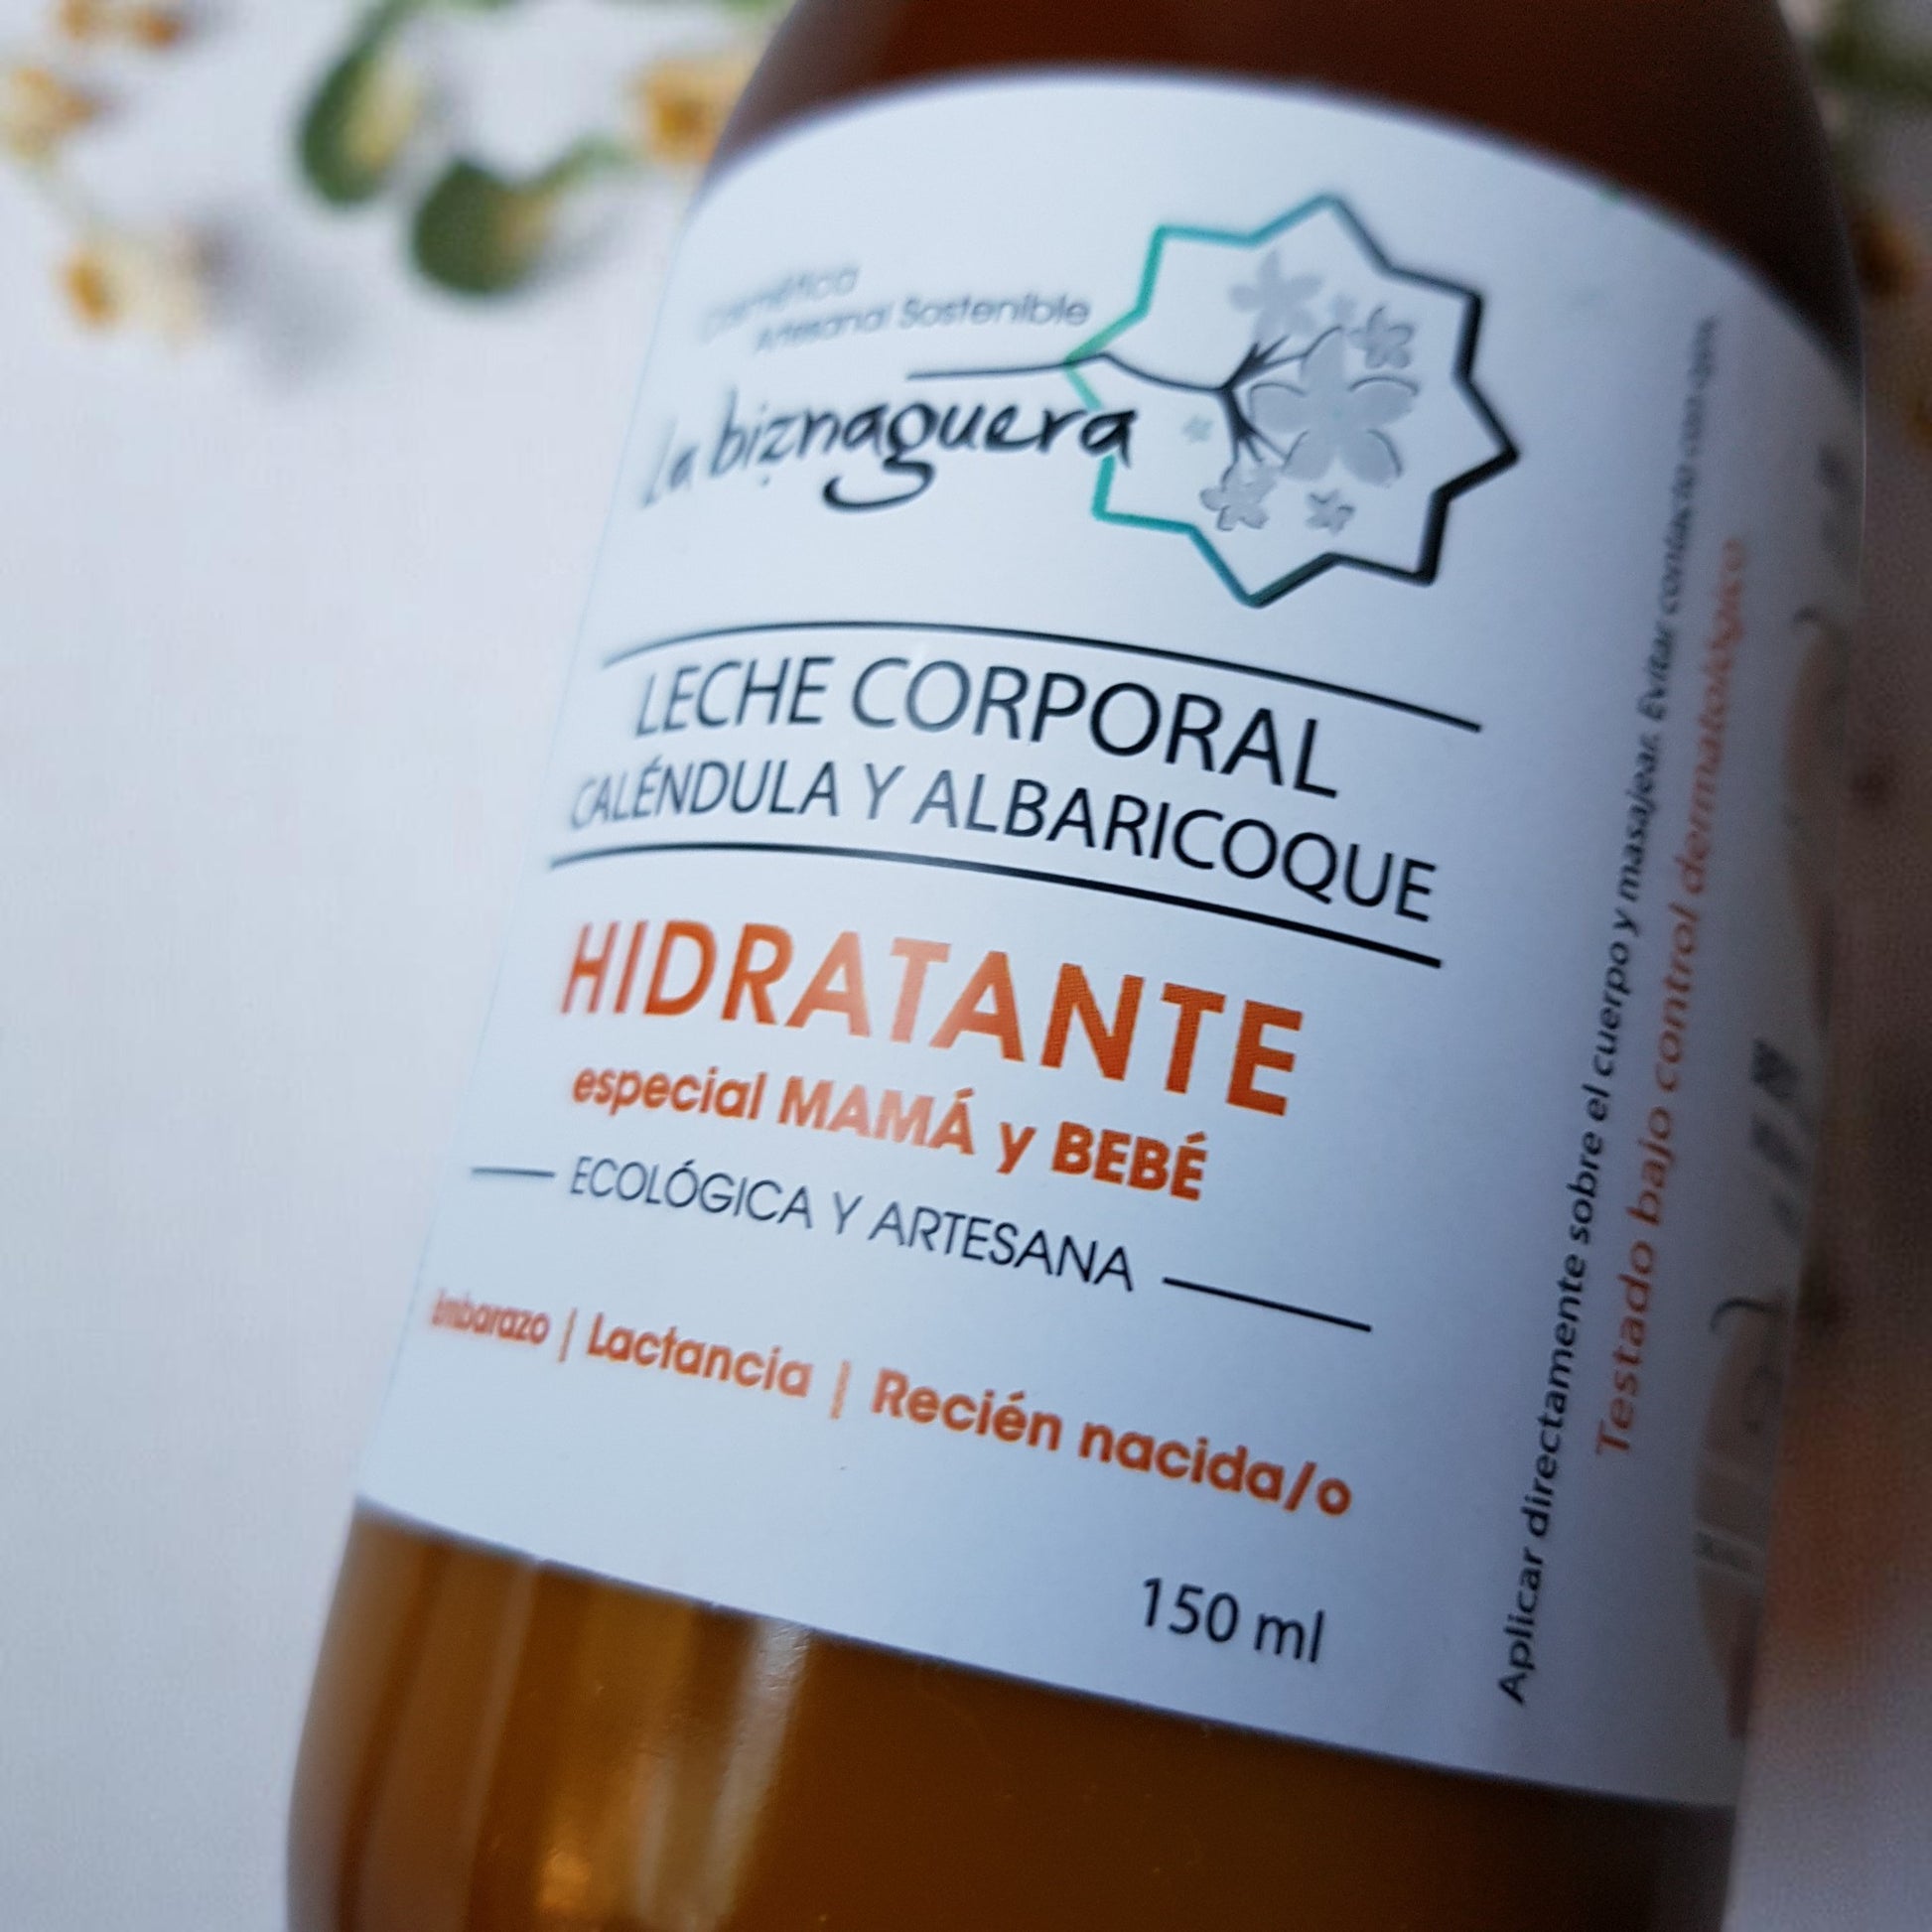 Cosmética
Artesanal Sostenible
La biznaguera
LECHE CORPORAL
CALÉNDULA Y ALBARICOQUE
HIDRATANTE
especial MAMÁ y BEBÉ
ECOLÓGICA Y ARTESANA
Embarazo | Lactancia | Recién nacida/o
150 ml
Aplicar directamente sobre el cuerpo y masajear. Evitar contacto con ojos.
Testado bajo control dermatológico